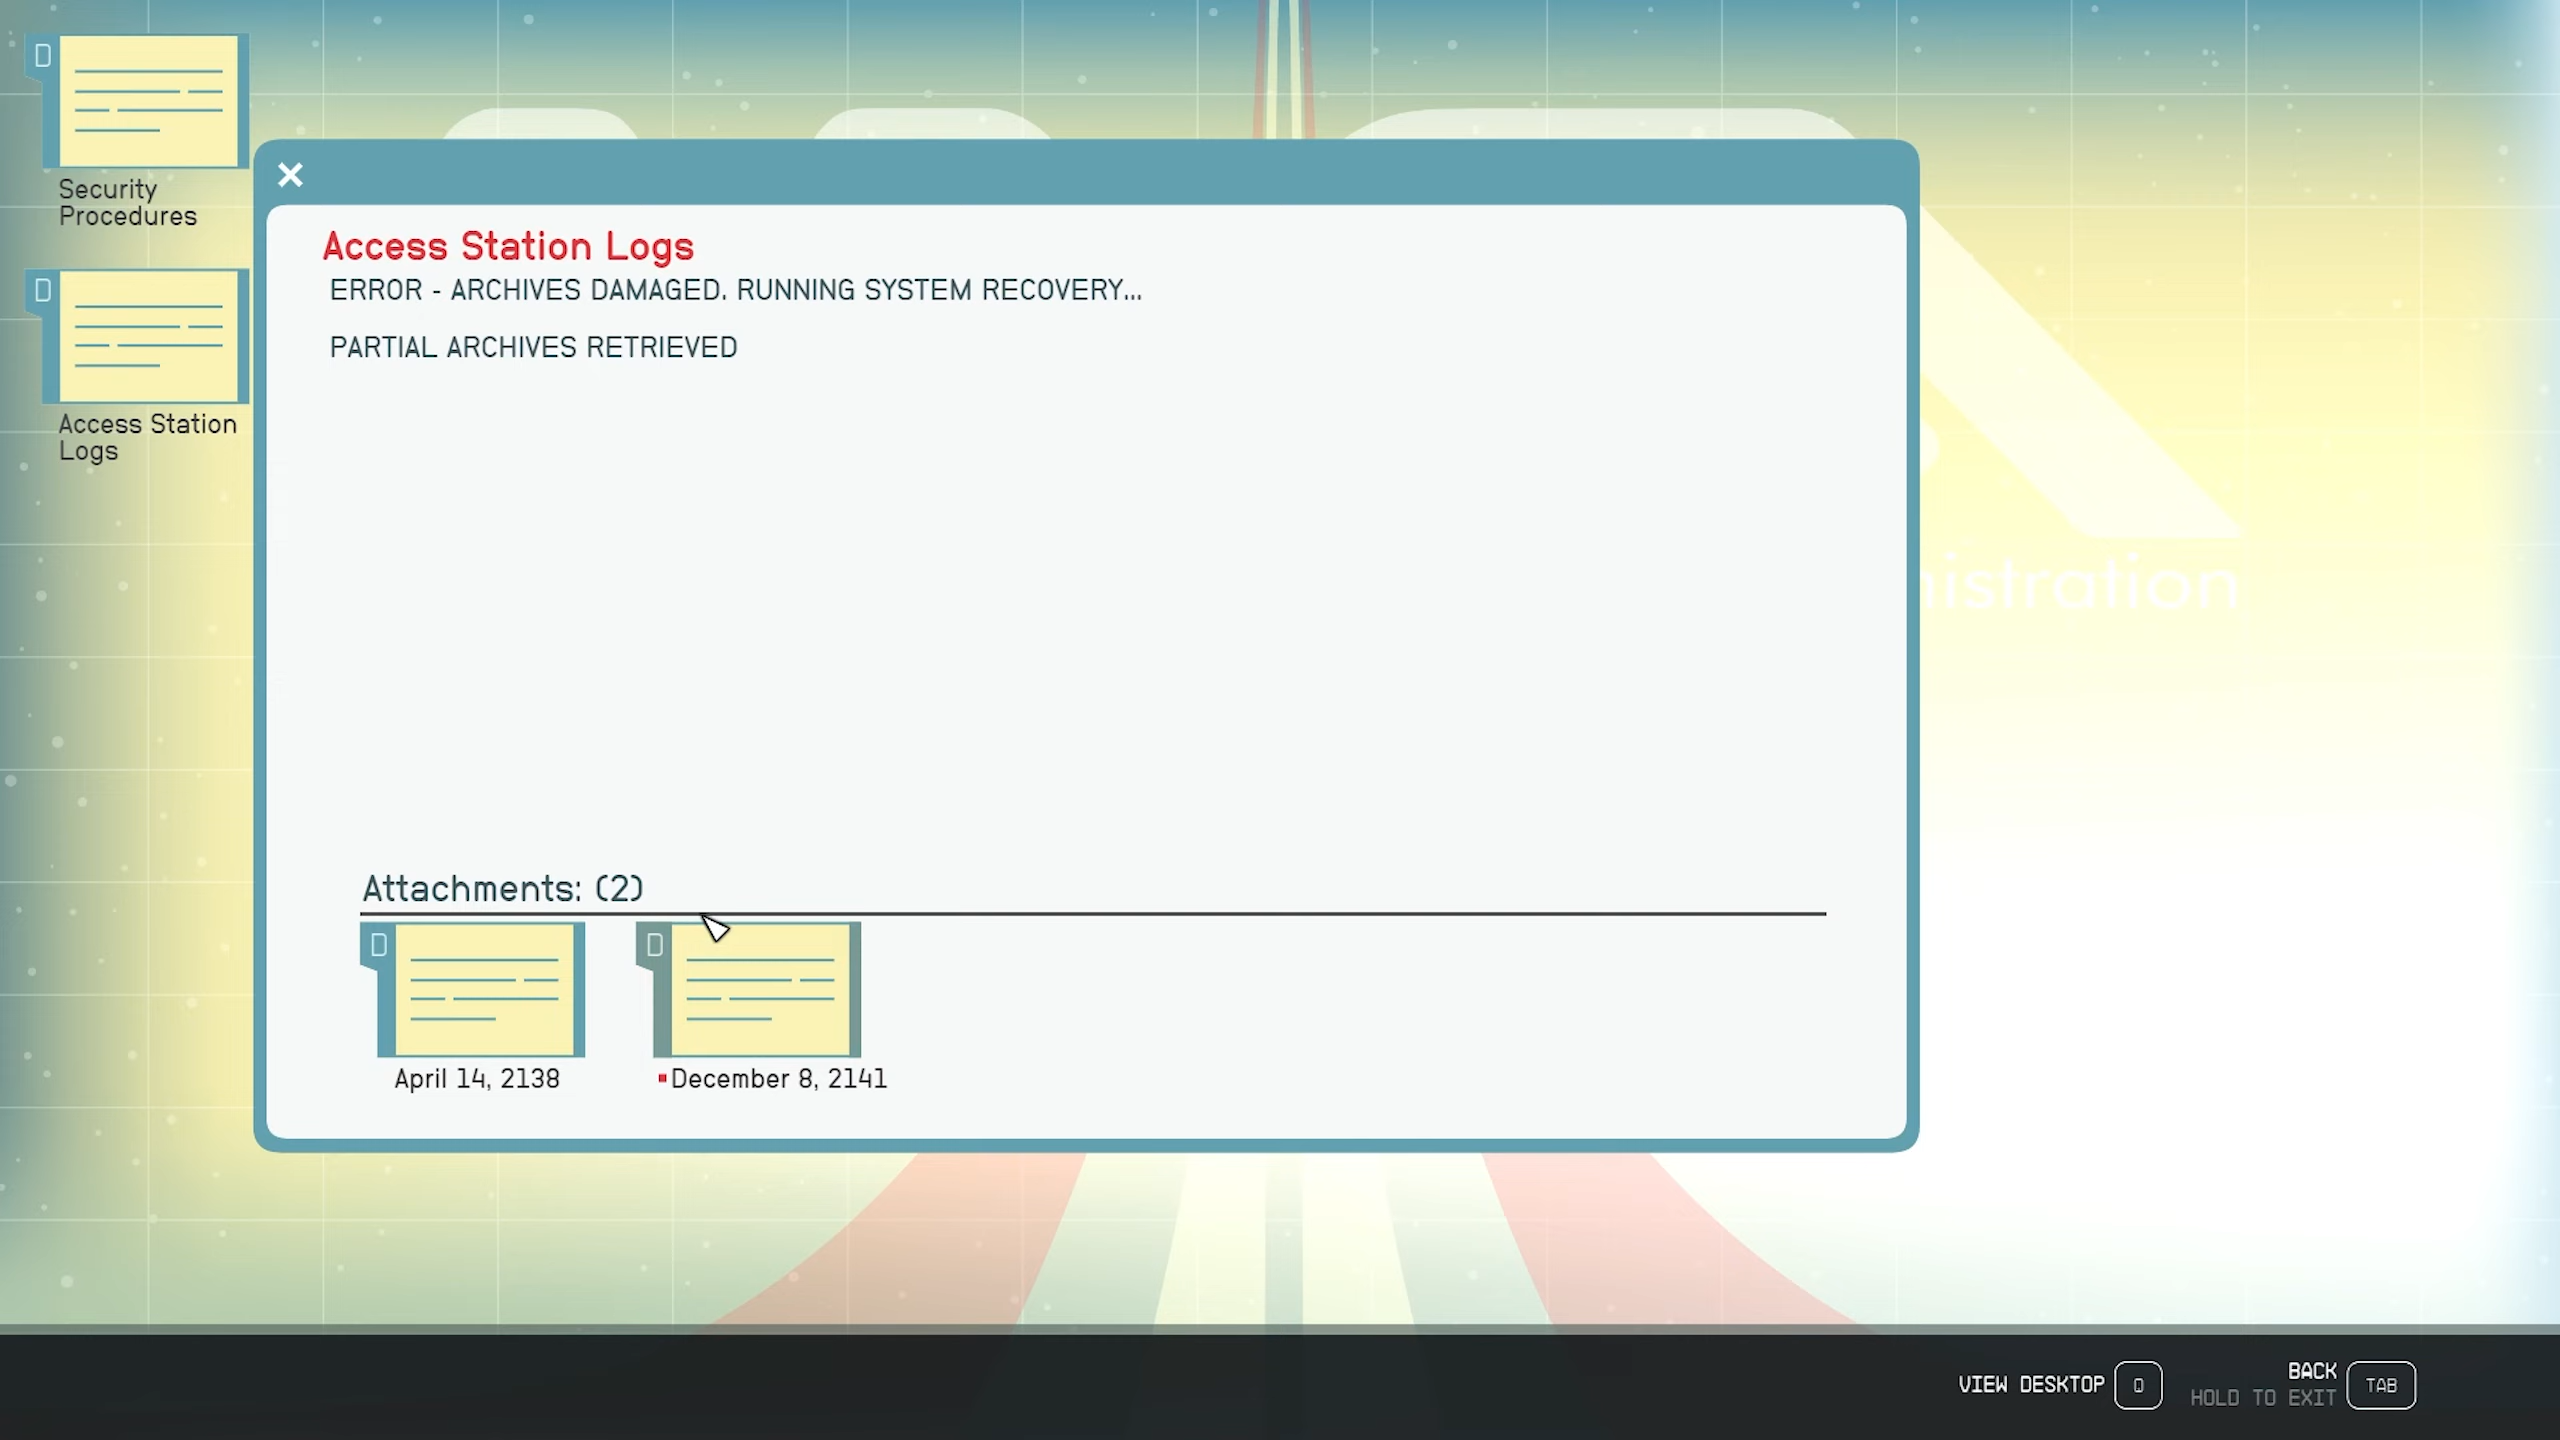 D
Security
Procedures
D
Access Station
Logs
Access Station Logs
ERROR - ARCHIVES DAMAGED. RUNNING SYSTEM RECOVERY...
PARTIAL ARCHIVES RETRIEVED
nistration
Attachments: (2)
D
D
April 14, 2138
December 8, 2141
VIEW DESKTOP Q
BACK
HOLD TO EXIT
TAB